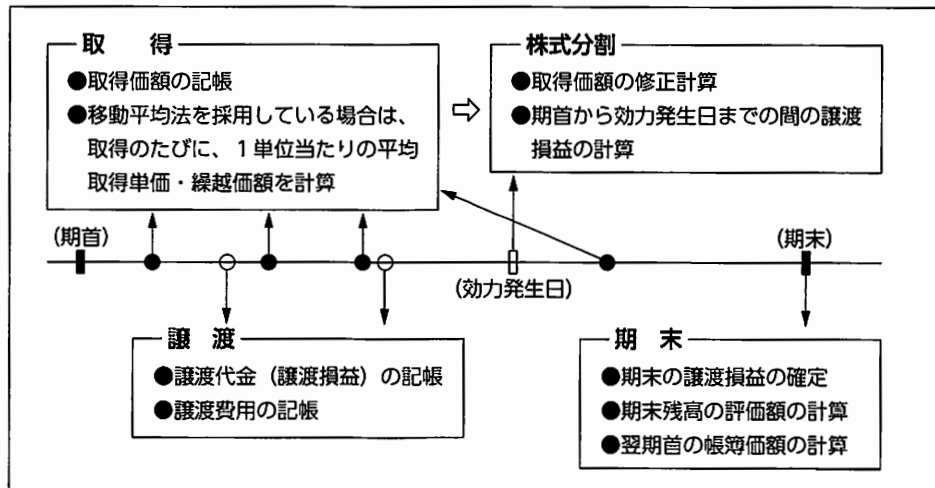 取 得
●取得価額の記帳
●移動平均法を採用している場合は、
取得のたびに、1単位当たりの平均
取得単価・繰越価額を計算
株式分割
●取得価額の修正計算
●期首から効力発生日までの間の譲渡
損益の計算
(期首)
(効力発生日)
(期末)
譲 渡
●譲渡代金（譲渡損益）の記帳
●譲渡費用の記帳
期 末
●期末の譲渡損益の確定
●期末残高の評価額の計算
●翌期首の帳簿価額の計算